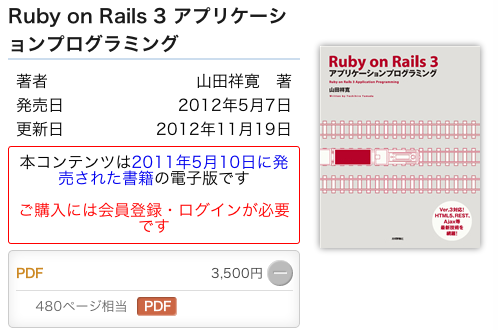 Ruby on Rails 3 アプリケーシ
ョンプログラミング
著者 山田祥寛 著
発売日 2012年5月7日
更新日 2012年11月19日
本コンテンツは2011年5月10日に発
売された書籍の電子版です
ご購入には会員登録・ログインが必要
です
PDF 3,500円
480ページ相当 PDF
Ruby on Rails 3
アプリケーションプログラミング
Ruby on Rails 3 Application Programming
山田祥寛
Written by Yoshihiro Yamada
Ver.3対応!
HTML5、REST、
Ajax等
最新技術を
網羅!
技術評論社